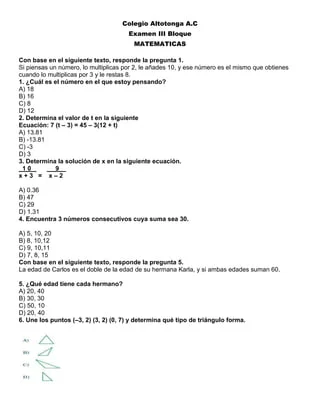 Colegio Altotonga A.C
Examen III Bloque
MATEMATICAS
Con base en el siguiente texto, responde la pregunta 1.
Si piensas un número, lo multiplicas por 2, le añades 10, y ese número es el mismo que obtienes
cuando lo multiplicas por 3 y le restas 8.
1. ¿Cuál es el número en el que estoy pensando?
A) 18
B) 16
C) 8
D) 12
2. Determina el valor de t en la siguiente
Ecuación: 7 (t – 3) = 45 – 3(12 + t)
A) 13.81
B) -13.81
C) -3
D) 3
3. Determina la solución de x en la siguiente ecuación.
1 0 9
x + 3 = x – 2
A) 0.36
B) 47
C) 29
D) 1.31
4. Encuentra 3 números consecutivos cuya suma sea 30.
A) 5, 10, 20
B) 8, 10,12
C) 9, 10,11
D) 7, 8, 15
Con base en el siguiente texto, responde la pregunta 5.
La edad de Carlos es el doble de la edad de su hermana Karla, y si ambas edades suman 60.
5. ¿Qué edad tiene cada hermano?
A) 20, 40
B) 30, 30
C) 50, 10
D) 20, 40
6. Une los puntos (–3, 2) (3, 2) (0, 7) y determina qué tipo de triángulo forma.
A)
B)
C)
D)